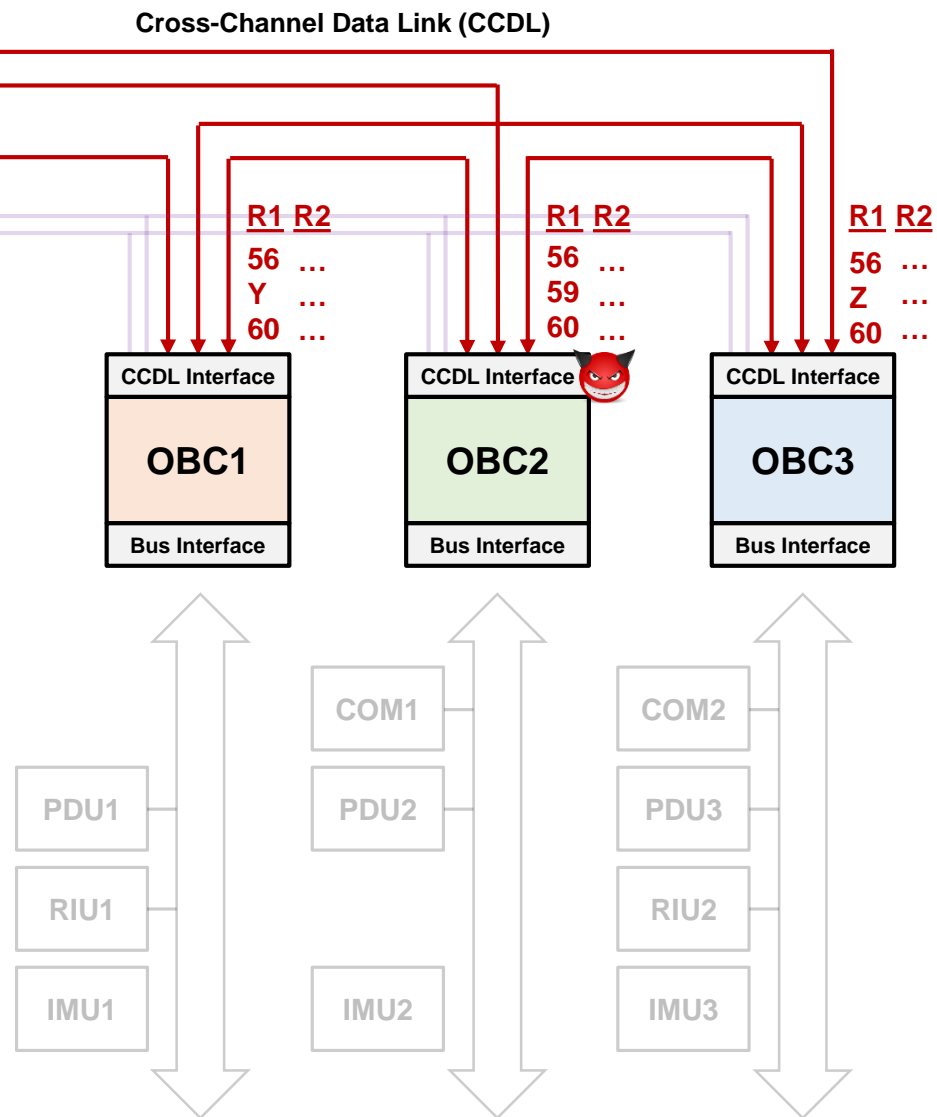 Cross-Channel Data Link (CCDL)
R1 R2
56 ...
Y ...
60 ...
R1 R2
56 ...
59 ...
60 ...
R1 R2
56 ...
Z ...
60 ...
CCDL Interface
OBC1
Bus Interface
CCDL Interface
OBC2
Bus Interface
CCDL Interface
OBC3
Bus Interface
PDU1
RIU1
IMU1
COM1
PDU2
IMU2
COM2
PDU3
RIU2
IMU3